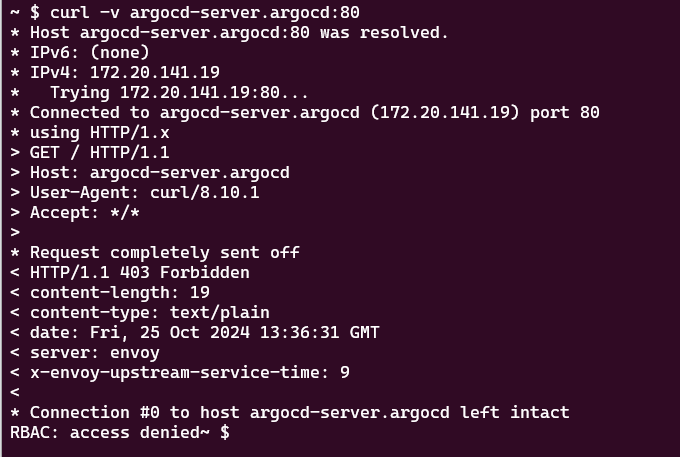 ~ $ curl -v argocd-server.argocd:80
* Host argocd-server.argocd:80 was resolved.
* IPv6: (none)
* IPv4: 172.20.141.19
*   Trying 172.20.141.19:80...
* Connected to argocd-server.argocd (172.20.141.19) port 80
* using HTTP/1.x
> GET / HTTP/1.1
> Host: argocd-server.argocd
> User-Agent: curl/8.10.1
> Accept: */*
>
* Request completely sent off
< HTTP/1.1 403 Forbidden
< content-length: 19
< content-type: text/plain
< date: Fri, 25 Oct 2024 13:36:31 GMT
< server: envoy
< x-envoy-upstream-service-time: 9
<
* Connection #0 to host argocd-server.argocd left intact
RBAC: access denied~ $